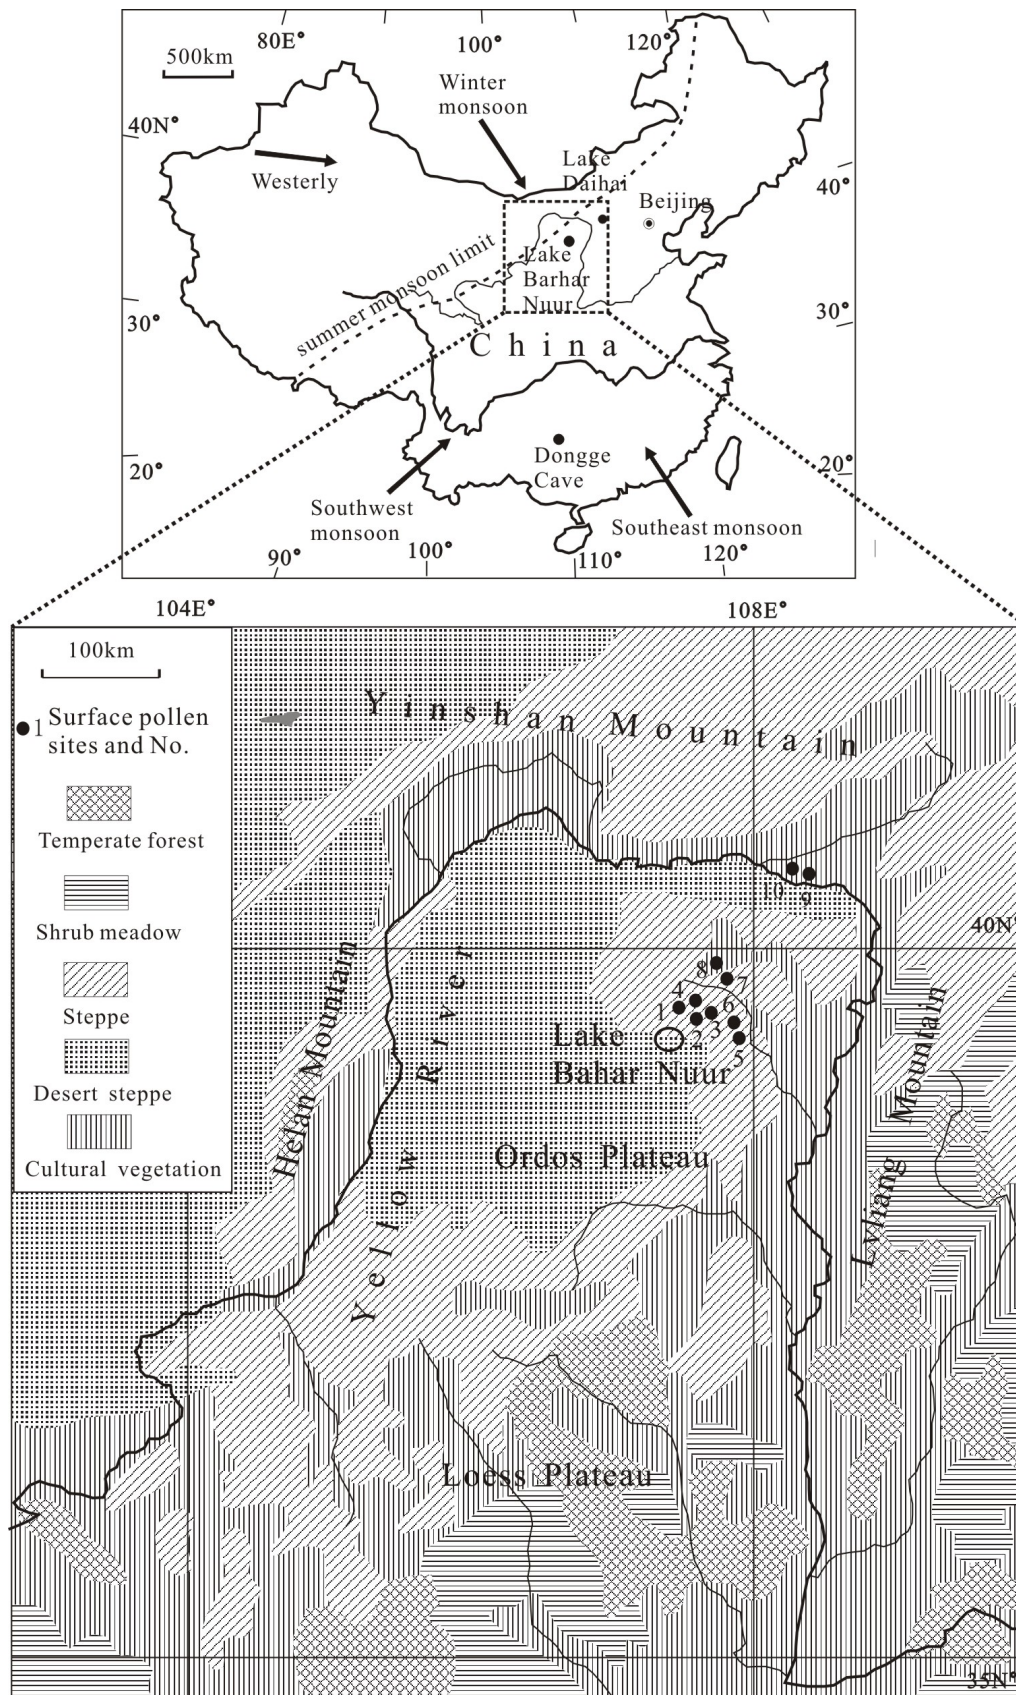 80E°
100°
120°
500km
Winter
monsoon
40N°
Westerly
Lake
Daihai
Beijing
40°
Lake
Barhar
Nuur
summer monsoon limit
30°
30°
China
20°
Dongge
Cave
20°
Southwest
monsoon
Southeast monsoon
90°
100°
110°
120°
104E°
108E°
100km
1 Surface pollen
sites and No.
Temperate forest
Shrub meadow
Steppe
Desert steppe
Cultural vegetation
Yinshan Mountain
10
9
40N°
8
7
4
1
6
3
2
5
Lake
Bahar Nuur
Helan Mountain
Yellow River
Ordos Plateau
Lvliang Mountain
Loess Plateau
35N°